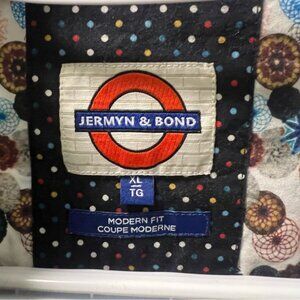 JERMYN & BOND
XL
TG
MODERN FIT
COUPE MODERNE